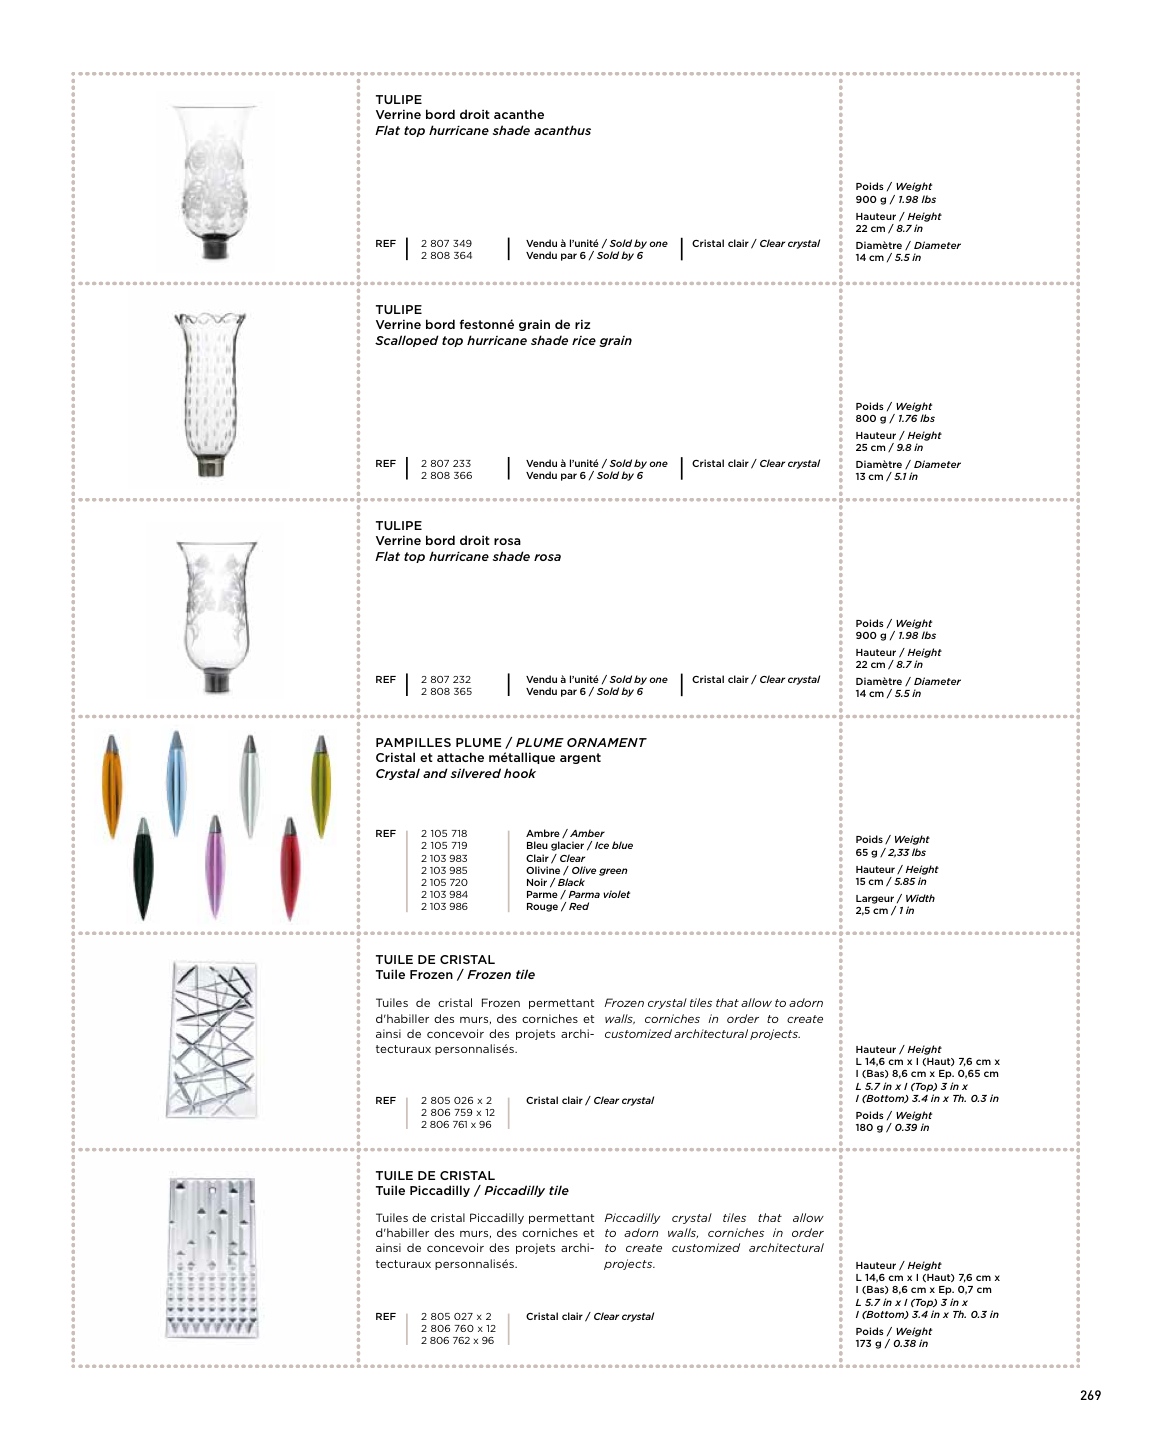 TULIPE
Verrine bord droit acanthe
Flat top hurricane shade acanthus
REF
2 807 349
2 808 364
Vendu à l'unité / Sold by one
Vendu par 6 / Sold by 6
Cristal clair / Clear crystal
Poids / Weight
900 g / 1.98 lbs
Hauteur / Height
22 cm / 8.7 in
Diamètre / Diameter
14 cm / 5.5 in
TULIPE
Verrine bord festonné grain de riz
Scalloped top hurricane shade rice grain
REF
2 807 233
2 808 366
Vendu à l'unité / Sold by one
Vendu par 6 / Sold by 6
Cristal clair / Clear crystal
Poids / Weight
800 g / 1.76 lbs
Hauteur / Height
25 cm / 9.8 in
Diamètre / Diameter
13 cm / 5.1 in
TULIPE
Verrine bord droit rosa
Flat top hurricane shade rosa
REF
2 807 232
2 808 365
Vendu à l'unité / Sold by one
Vendu par 6 / Sold by 6
Cristal clair / Clear crystal
Poids / Weight
900 g / 1.98 lbs
Hauteur / Height
22 cm / 8.7 in
Diamètre / Diameter
14 cm / 5.5 in
PAMPILLES PLUME / PLUME ORNAMENT
Cristal et attache métallique argent
Crystal and silvered hook
REF
2 105 718 Ambre / Amber
2 105 719 Bleu glacier / Ice blue
2 103 983 Clair / Clear
2 103 985 Olivine / Olive green
2 105 720 Noir / Black
2 103 984 Parme / Parma violet
2 103 986 Rouge / Red
Poids / Weight
65 g / 2,33 lbs
Hauteur / Height
15 cm / 5.85 in
Largeur / Width
2,5 cm / 1 in
TUILE DE CRISTAL
Tuile Frozen / Frozen tile
Tuiles de cristal Frozen permettant
d'habiller des murs, des corniches et
ainsi de concevoir des projets archi-
tecturaux personnalisés.
Frozen crystal tiles that allow to adorn
walls, corniches in order to create
customized architectural projects.
REF
2 805 026 x 2
2 806 759 x 12
2 806 761 x 96
Cristal clair / Clear crystal
Hauteur / Height
L 14,6 cm x l (Haut) 7,6 cm x
l (Bas) 8,6 cm x Ep. 0,65 cm
L 5.7 in x l (Top) 3 in x
l (Bottom) 3.4 in x Th. 0.3 in
Poids / Weight
180 g / 0.39 in
TUILE DE CRISTAL
Tuile Piccadilly / Piccadilly tile
Tuiles de cristal Piccadilly permettant
d'habiller des murs, des corniches et
ainsi de concevoir des projets archi-
tecturaux personnalisés.
Piccadilly crystal tiles that allow
to adorn walls, corniches in order
to create customized architectural
projects.
REF
2 805 027 x 2
2 806 760 x 12
2 806 762 x 96
Cristal clair / Clear crystal
Hauteur / Height
L 14,6 cm x l (Haut) 7,6 cm x
l (Bas) 8,6 cm x Ep. 0,7 cm
L 5.7 in x l (Top) 3 in x
l (Bottom) 3.4 in x Th. 0.3 in
Poids / Weight
173 g / 0.38 in
269